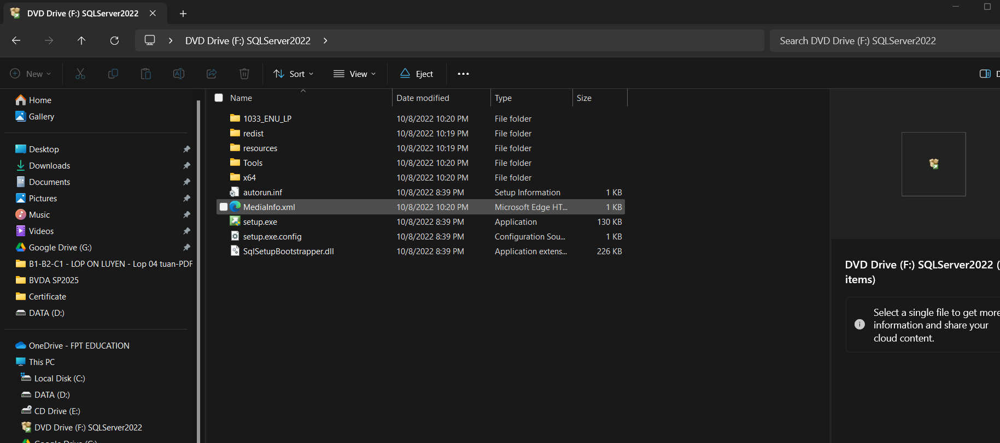 DVD Drive (F:) SQLServer2022
DVD Drive (F:) SQLServer2022
Search DVD Drive (F:) SQLServer2022
New
Sort
View
Eject
D
Home
Gallery
Desktop
Downloads
Documents
Pictures
Music
Videos
Google Drive (G:)
B1-B2-C1 - LOP ON LUYEN - Lop 04 tuan-PDF
BVDA SP2025
Certificate
DATA (D:)
OneDrive - FPT EDUCATION
This PC
Local Disk (C:)
DATA (D:)
CD Drive (E:)
DVD Drive (F:) SQLServer2022
Google Drive (G:)
Name Date modified Type Size
1033_ENU_LP 10/8/2022 10:20 PM File folder
redist 10/8/2022 10:19 PM File folder
resources 10/8/2022 10:19 PM File folder
Tools 10/8/2022 10:20 PM File folder
x64 10/8/2022 10:20 PM File folder
autorun.inf 10/8/2022 8:39 PM Setup Information 1 KB
MediaInfo.xml 10/8/2022 10:20 PM Microsoft Edge HT... 1 KB
setup.exe 10/8/2022 8:39 PM Application 130 KB
setup.exe.config 10/8/2022 8:39 PM Configuration Sou... 1 KB
SqlSetupBootstrapper.dll 10/8/2022 8:39 PM Application extens... 226 KB
DVD Drive (F:) SQLServer2022 (
items)
Select a single file to get more
information and share your
cloud content.